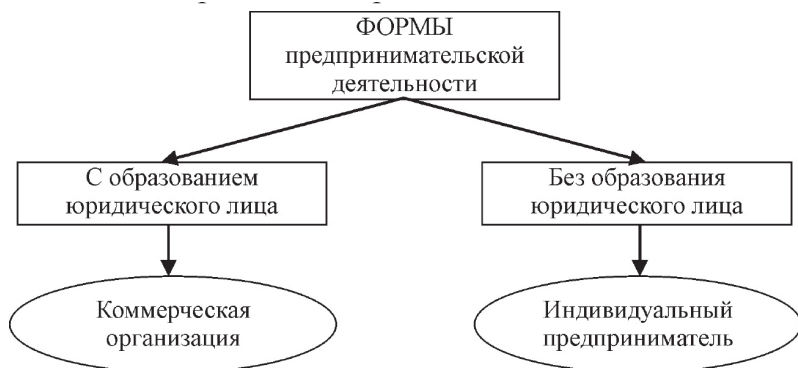 ФОРМЫ
предпринимательской
деятельности
С образованием
юридического лица
Без образования
юридического лица
Коммерческая
организация
Индивидуальный
предприниматель